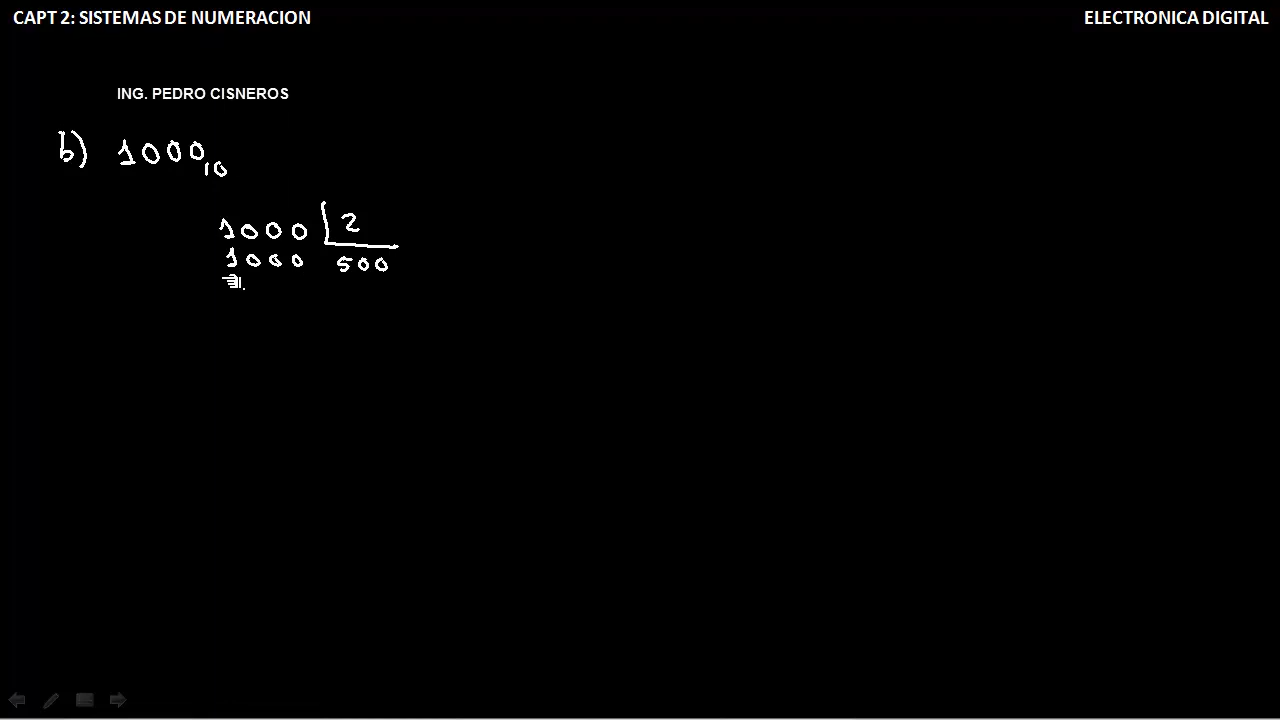 CAPT 2: SISTEMAS DE NUMERACION
ELECTRONICA DIGITAL
ING. PEDRO CISNEROS
b) 1000₁₀
1000 | 2
1000 500